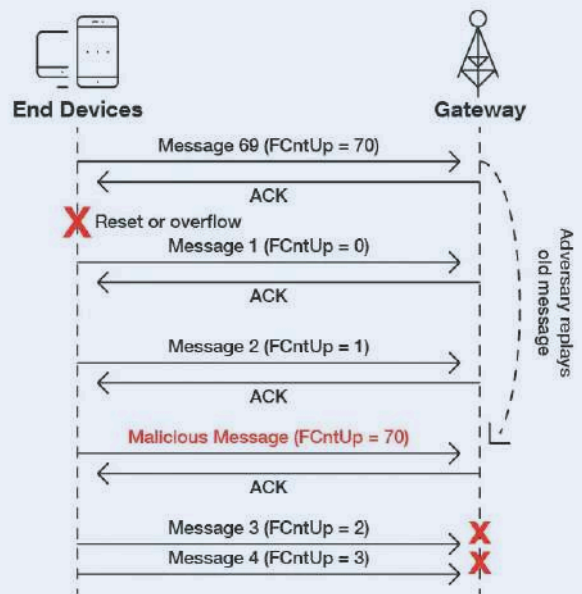 End Devices
Gateway
Message 69 (FCntUp = 70)
ACK
Reset or overflow
Message 1 (FCntUp = 0)
ACK
Message 2 (FCntUp = 1)
ACK
Malicious Message (FCntUp = 70)
ACK
Message 3 (FCntUp = 2)
Message 4 (FCntUp = 3)
Adversary replays
old message